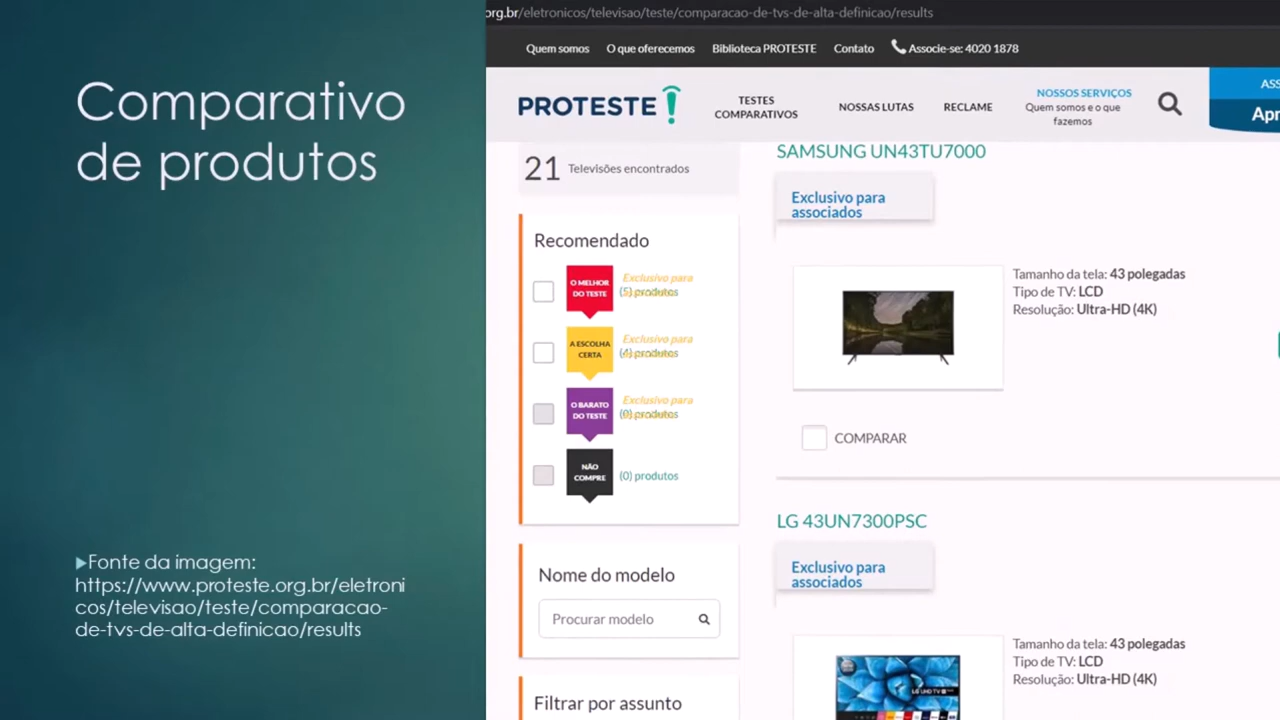 Comparativo
de produtos
▶Fonte da imagem:
https://www.proteste.org.br/eletroni
cos/televisao/teste/comparacao-
de-tvs-de-alta-definicao/results
org.br/eletronicos/televisao/teste/comparacao-de-tvs-de-alta-definicao/results
Quem somos O que oferecemos Biblioteca PROTESTE Contato Associe-se: 4020 1878
PROTESTE
TESTES
COMPARATIVOS
NOSSAS LUTAS
RECLAME
NOSSOS SERVIÇOS
Quem somos e o que
fazemos
ASS
Apr
21 Televisões encontrados
Recomendado
O MELHOR
DO TESTE
Exclusivo para
(5) produtos
A ESCOLHA
CERTA
Exclusivo para
(4) produtos
O BARATO
DO TESTE
Exclusivo para
(0) produtos
NÃO
COMPRE
(0) produtos
Nome do modelo
Procurar modelo
Filtrar por assunto
SAMSUNG UN43TU7000
Exclusivo para
associados
Tamanho da tela: 43 polegadas
Tipo de TV: LCD
Resolução: Ultra-HD (4K)
COMPARAR
LG 43UN7300PSC
Exclusivo para
associados
Tamanho da tela: 43 polegadas
Tipo de TV: LCD
Resolução: Ultra-HD (4K)
LG UHD TV